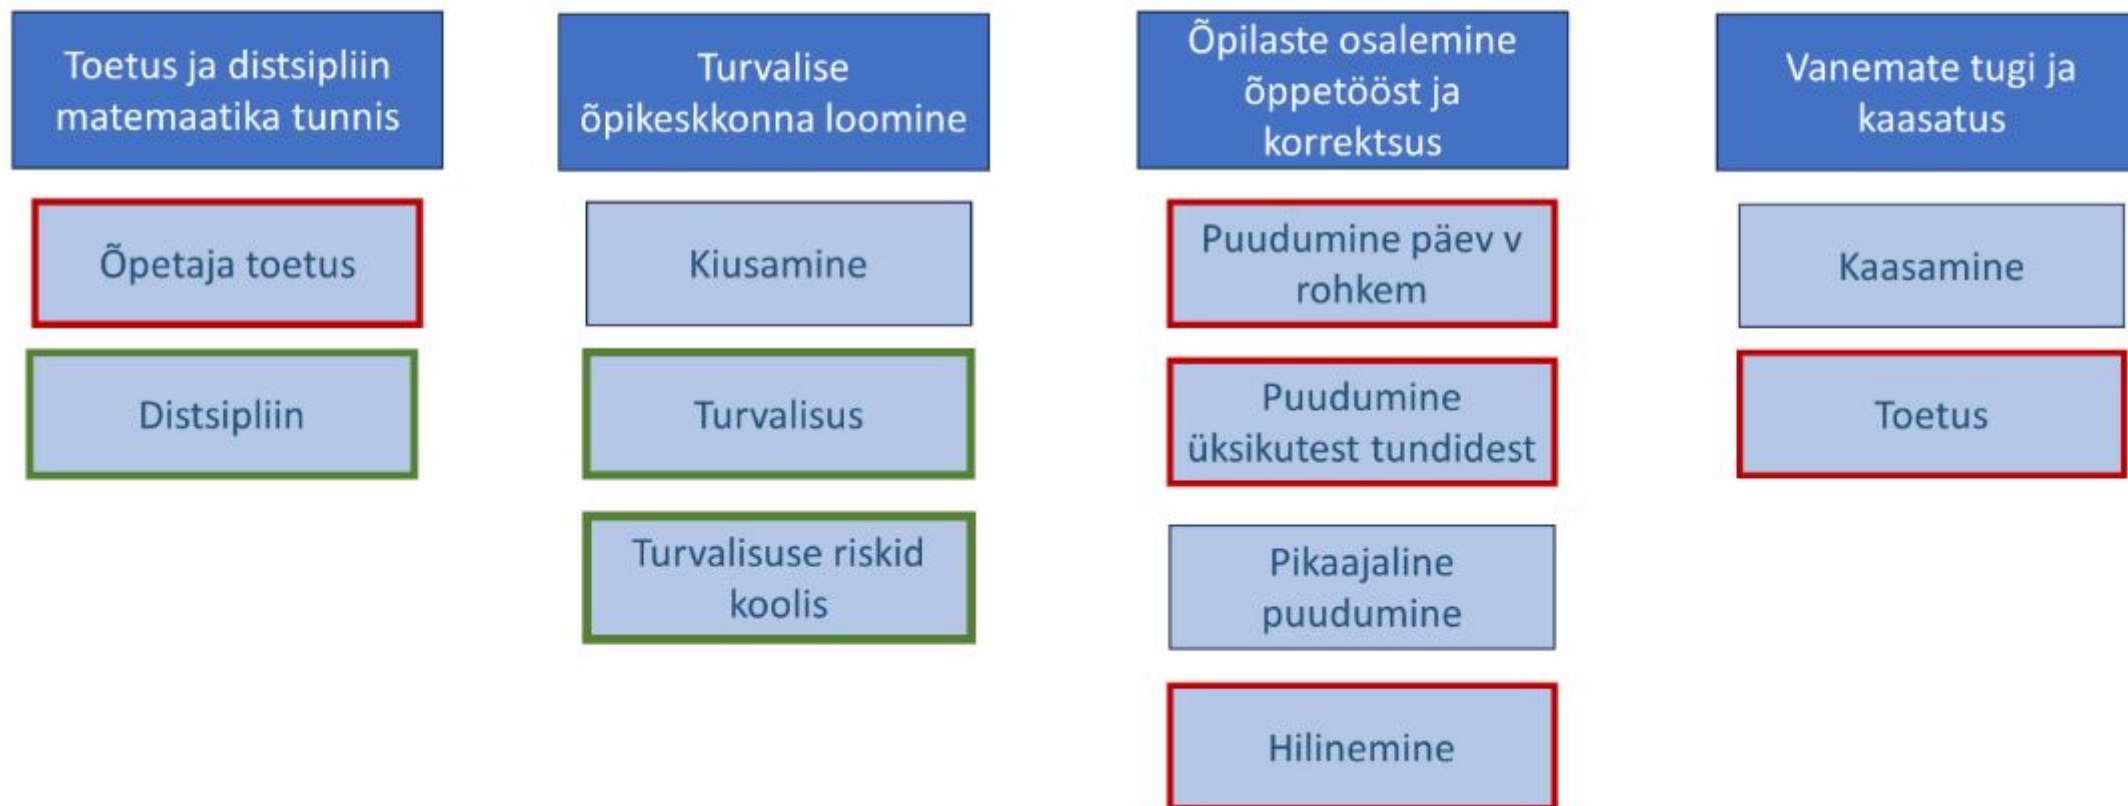 Toetus ja distsipliin
matemaatika tunnis
Õpetaja toetus
Distsipliin
Turvalise
õpikeskkonna loomine
Kiusamine
Turvalisus
Turvalisuse riskid
koolis
Õpilaste osalemine
õppetööst ja
korrektsus
Puudumine päev v
rohkem
Puudumine
üksikutest tundidest
Pikaajaline
puudumine
Hilinemine
Vanemate tugi ja
kaasatus
Kaasamine
Toetus